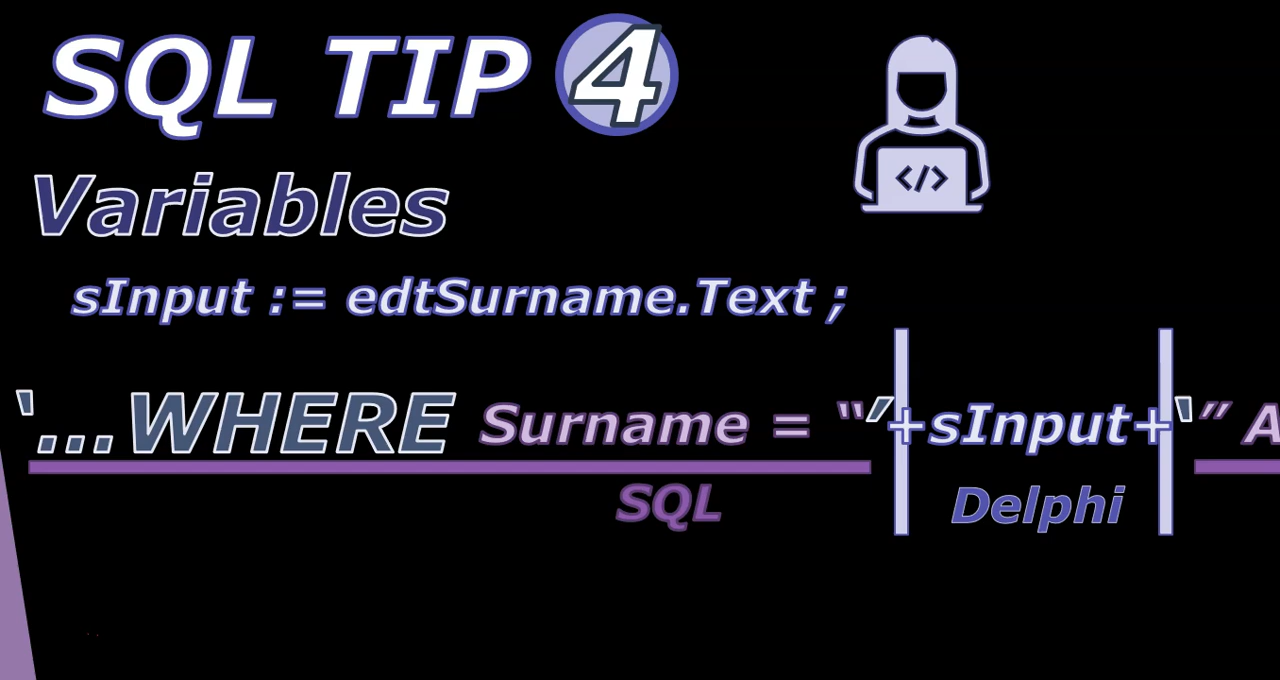 SQL TIP 4
</>
Variables
sInput := edtSurname.Text ;
‘...WHERE Surname = “’+sInput+‘” A
SQL
Delphi